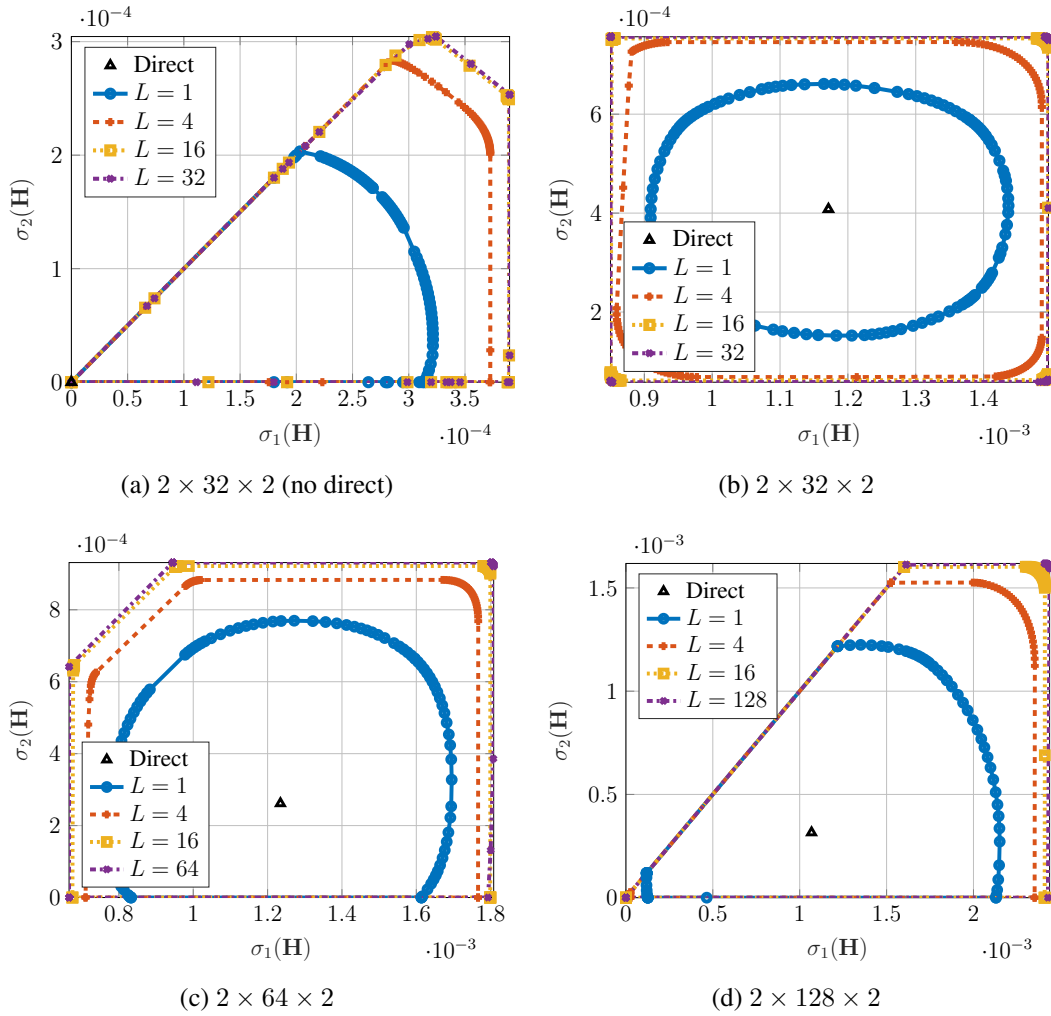 ·10⁻⁴
3
2
1
0
σ₂(H)
Direct
L = 1
L = 4
L = 16
L = 32
0 0.5 1 1.5 2 2.5 3 3.5
σ₁(H) ·10⁻⁴
(a) 2 × 32 × 2 (no direct)
·10⁻⁴
6
4
2
σ₂(H)
Direct
L = 1
L = 4
L = 16
L = 32
0.9 1 1.1 1.2 1.3 1.4
σ₁(H) ·10⁻³
(b) 2 × 32 × 2
·10⁻⁴
8
6
4
2
0
σ₂(H)
Direct
L = 1
L = 4
L = 16
L = 64
0.8 1 1.2 1.4 1.6 1.8
σ₁(H) ·10⁻³
(c) 2 × 64 × 2
·10⁻³
1.5
1
0.5
0
σ₂(H)
Direct
L = 1
L = 4
L = 16
L = 128
0 0.5 1 1.5 2
σ₁(H) ·10⁻³
(d) 2 × 128 × 2